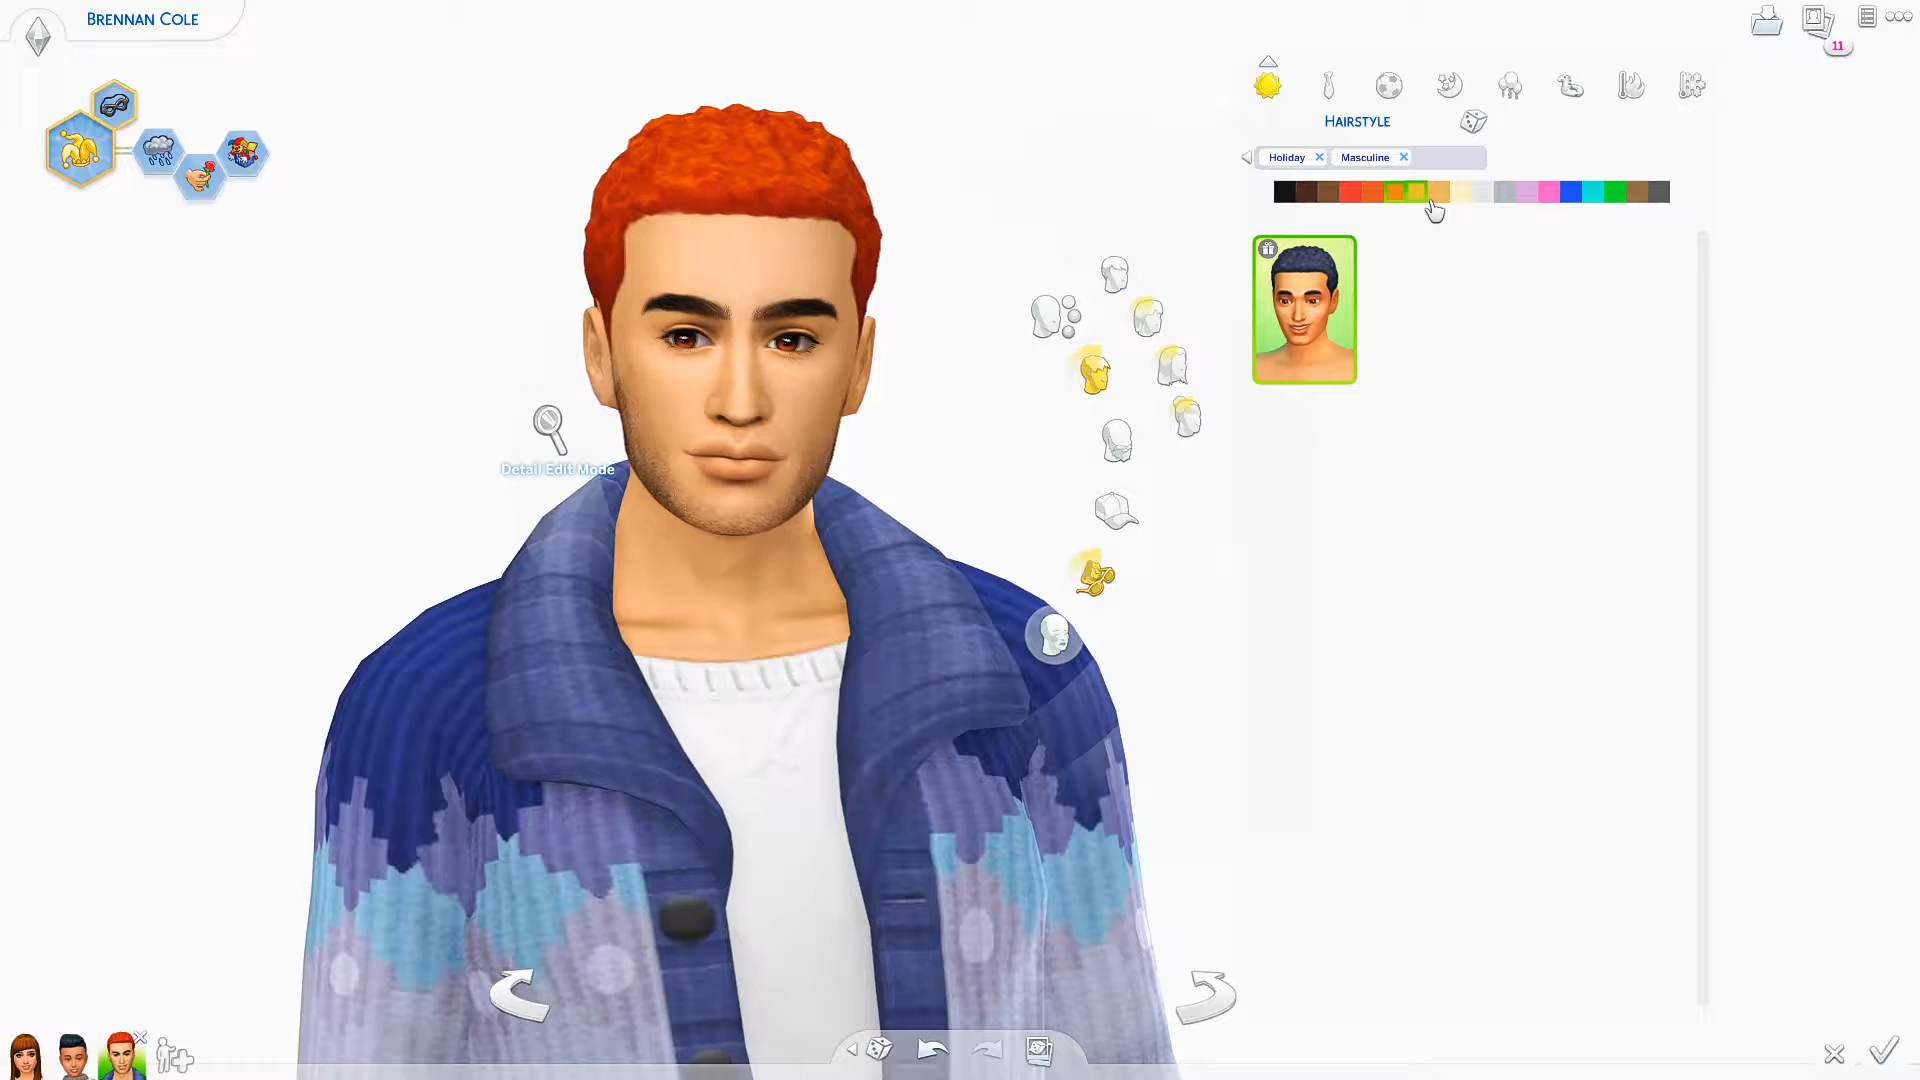 Brennan Cole
11
Hairstyle
Holiday
Masculine
Detail Edit Mode